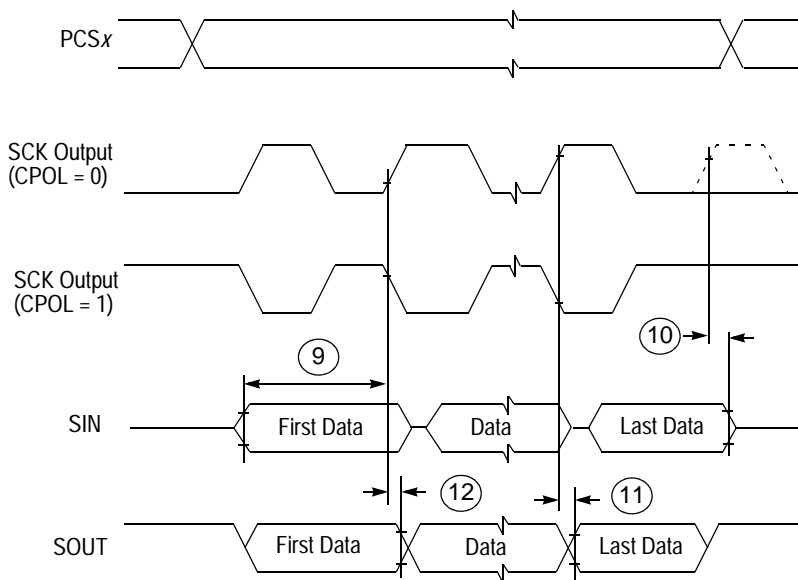 PCSx
SCK Output
(CPOL = 0)
SCK Output
(CPOL = 1)
10
9
SIN
First Data
Data
Last Data
12
11
SOUT
First Data
Data
Last Data